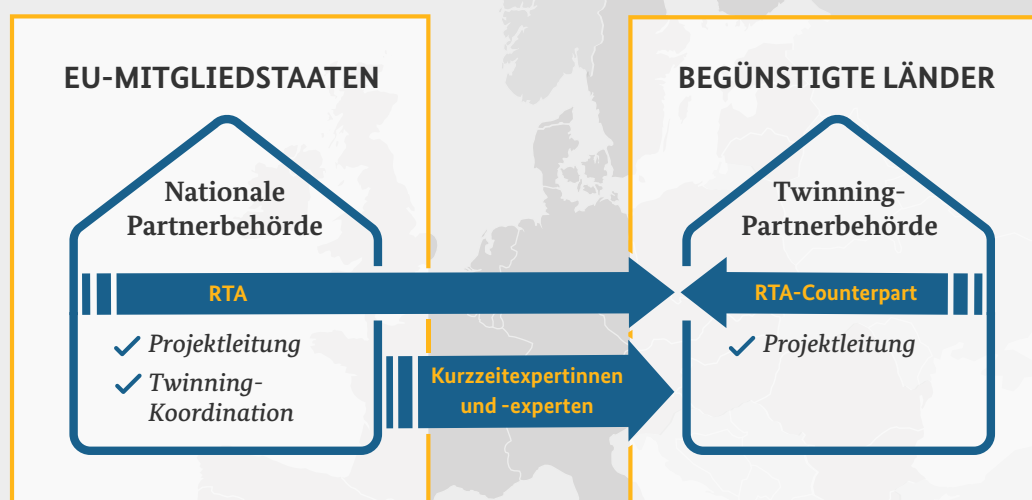 EU-MITGLIEDSTAATEN
Nationale
Partnerbehörde
RTA
Projektleitung
Twinning-
Koordination
Kurzzeitexpertinnen
und -experten
BEGÜNSTIGTE LÄNDER
Twinning-
Partnerbehörde
RTA-Counterpart
Projektleitung